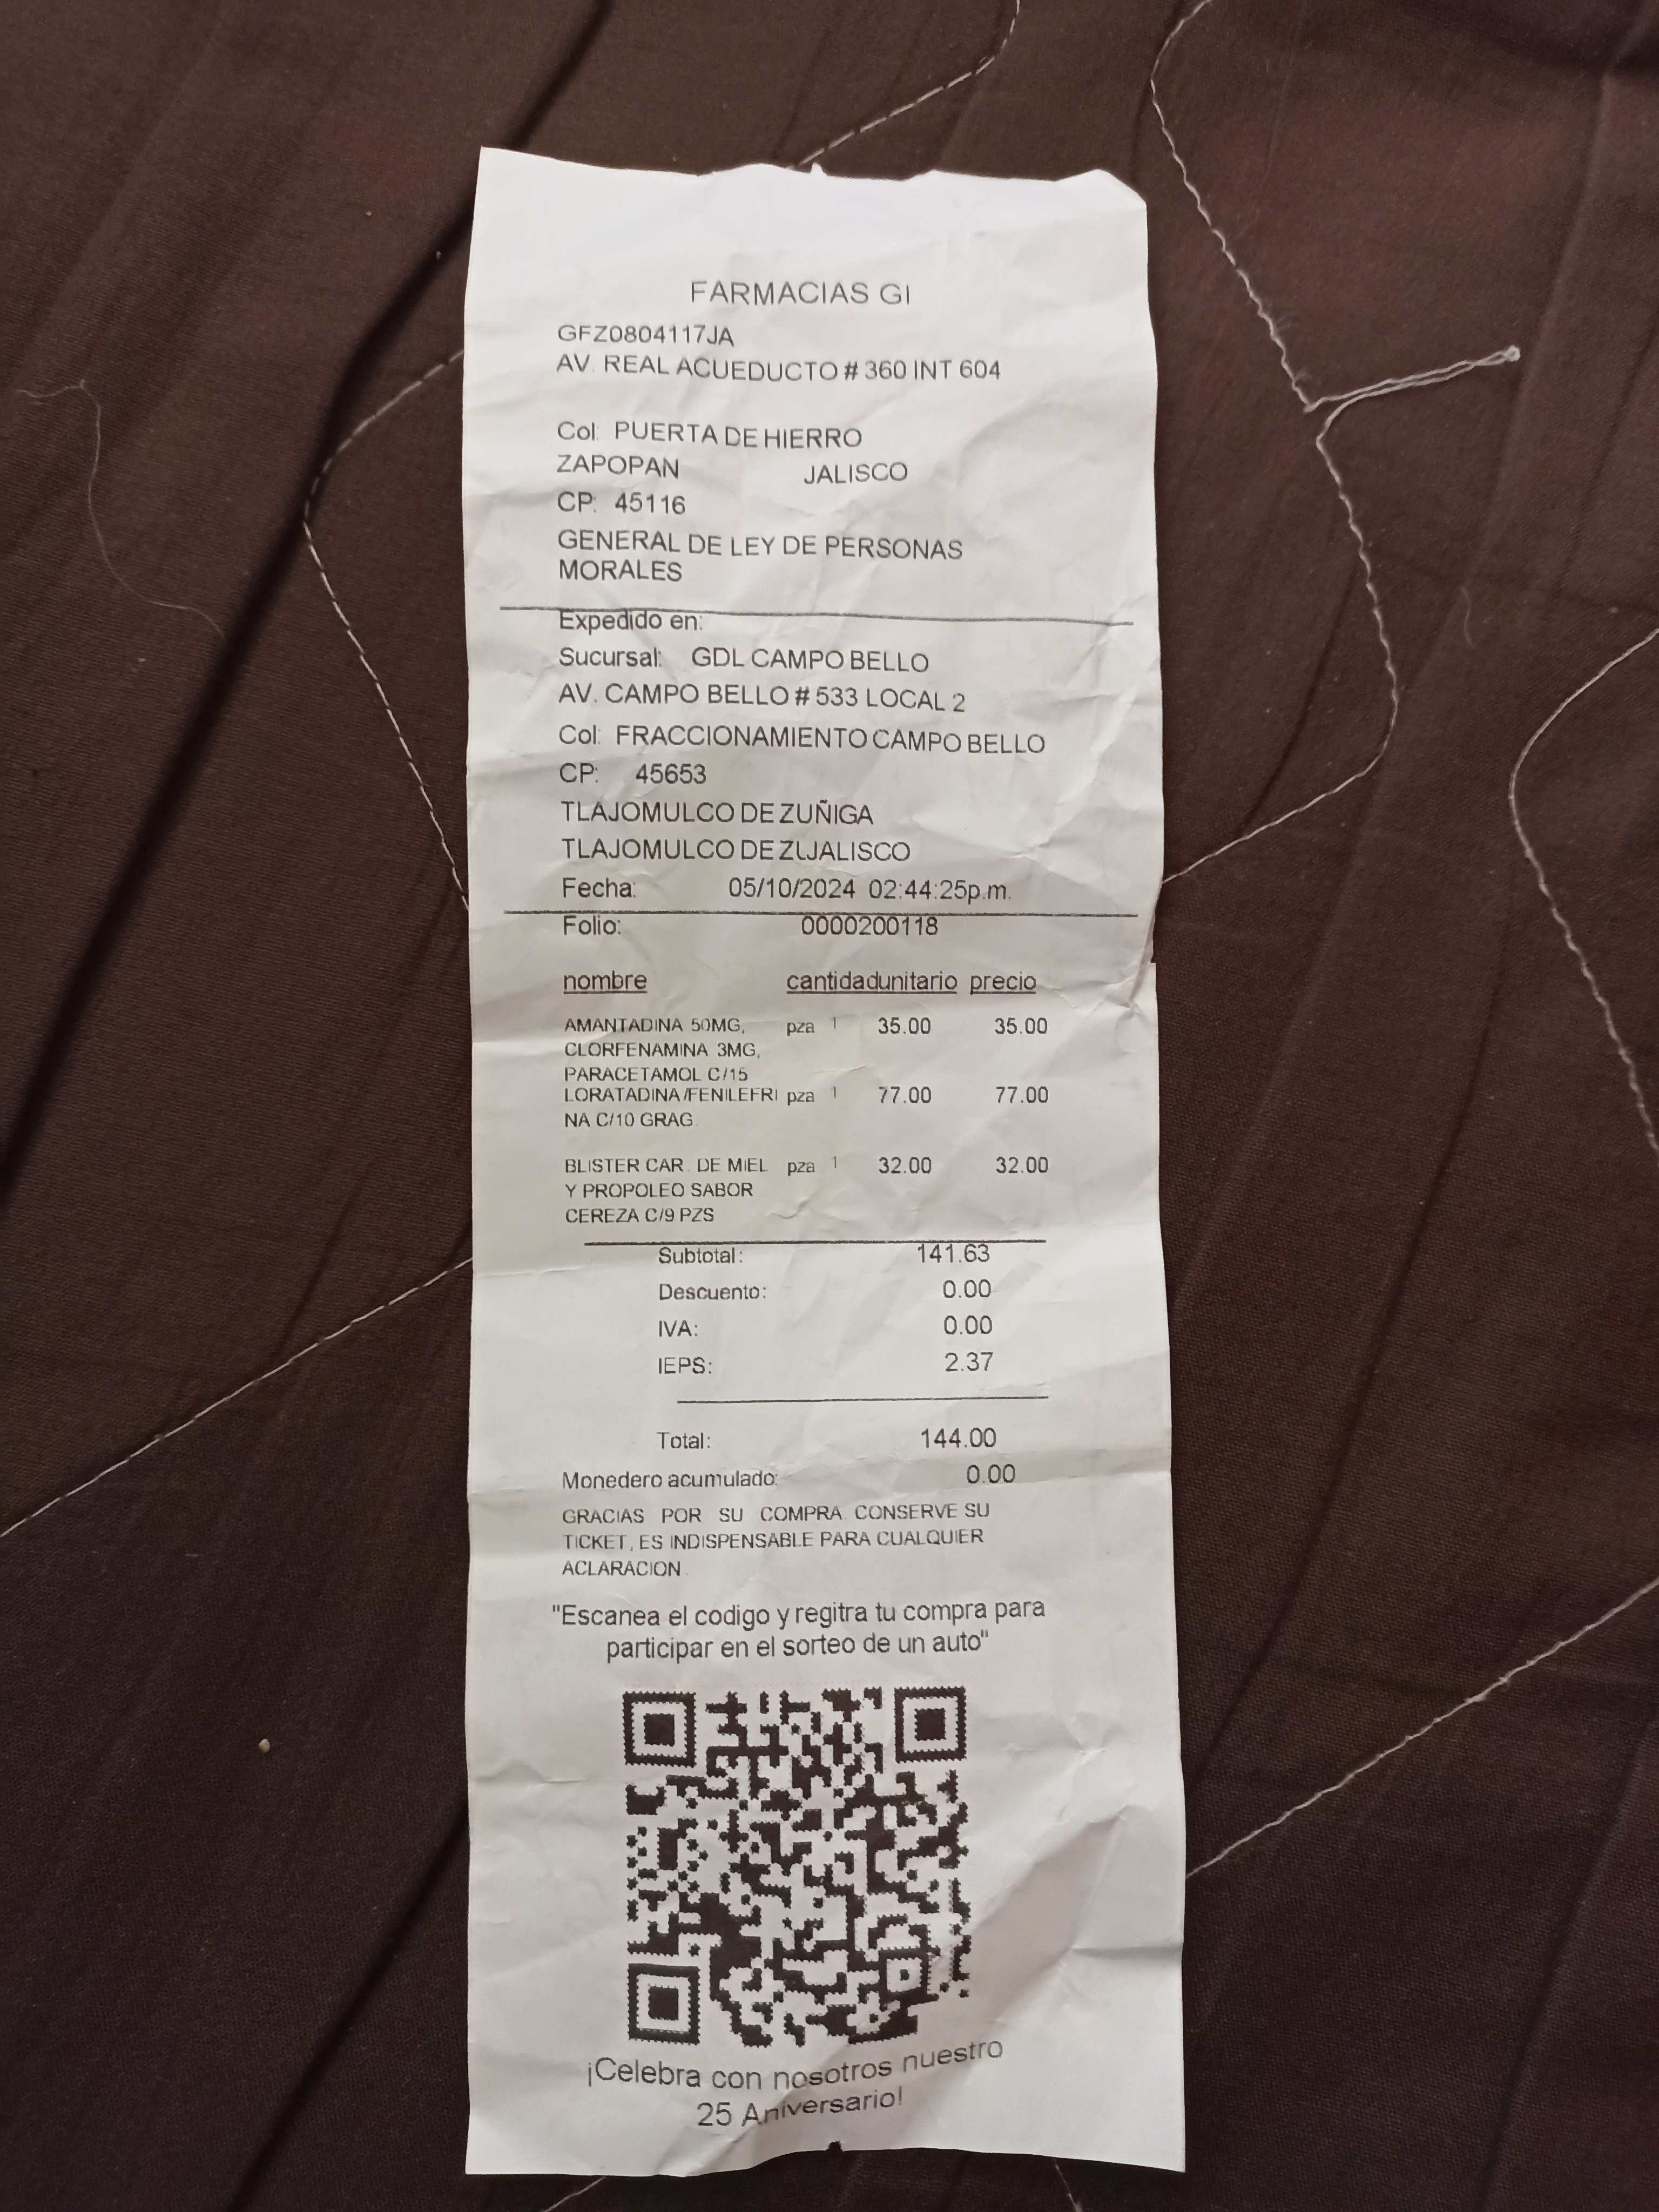 FARMACIAS GI
GFZ0804117JA
AV. REAL ACUEDUCTO # 360 INT 604
Col: PUERTA DE HIERRO
ZAPOPAN JALISCO
CP: 45116
GENERAL DE LEY DE PERSONAS
MORALES
Expedido en:
Sucursal: GDL CAMPO BELLO
AV. CAMPO BELLO # 533 LOCAL 2
Col: FRACCIONAMIENTO CAMPO BELLO
CP: 45653
TLAJOMULCO DE ZUÑIGA
TLAJOMULCO DE ZUJALISCO
Fecha: 05/10/2024 02:44:25p.m.
Folio: 0000200118
nombre cantidadunitario precio
AMANTADINA 50MG, pza 1 35.00 35.00
CLORFENAMINA 3MG,
PARACETAMOL C/15
LORATADINA/FENILEFRI pza 1 77.00 77.00
NA C/10 GRAG.
BLISTER CAR. DE MIEL pza 1 32.00 32.00
Y PROPOLEO SABOR
CEREZA C/9 PZS
Subtotal: 141.63
Descuento: 0.00
IVA: 0.00
IEPS: 2.37
Total: 144.00
Monedero acumulado: 0.00
GRACIAS POR SU COMPRA. CONSERVE SU
TICKET, ES INDISPENSABLE PARA CUALQUIER
ACLARACION.
"Escanea el codigo y regitra tu compra para
participar en el sorteo de un auto"
¡Celebra con nosotros nuestro
25 Aniversario!